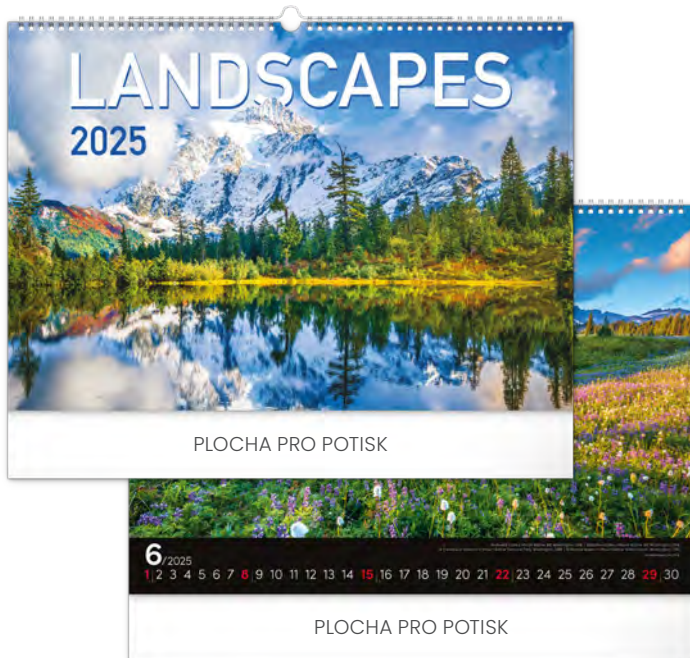 LANDSCAPES
2025
PLOCHA PRO POTISK
6/2025
1 2 3 4 5 6 7 8 9 10 11 12 13 14 15 16 17 18 19 20 21 22 23 24 25 26 27 28 29 30
PLOCHA PRO POTISK